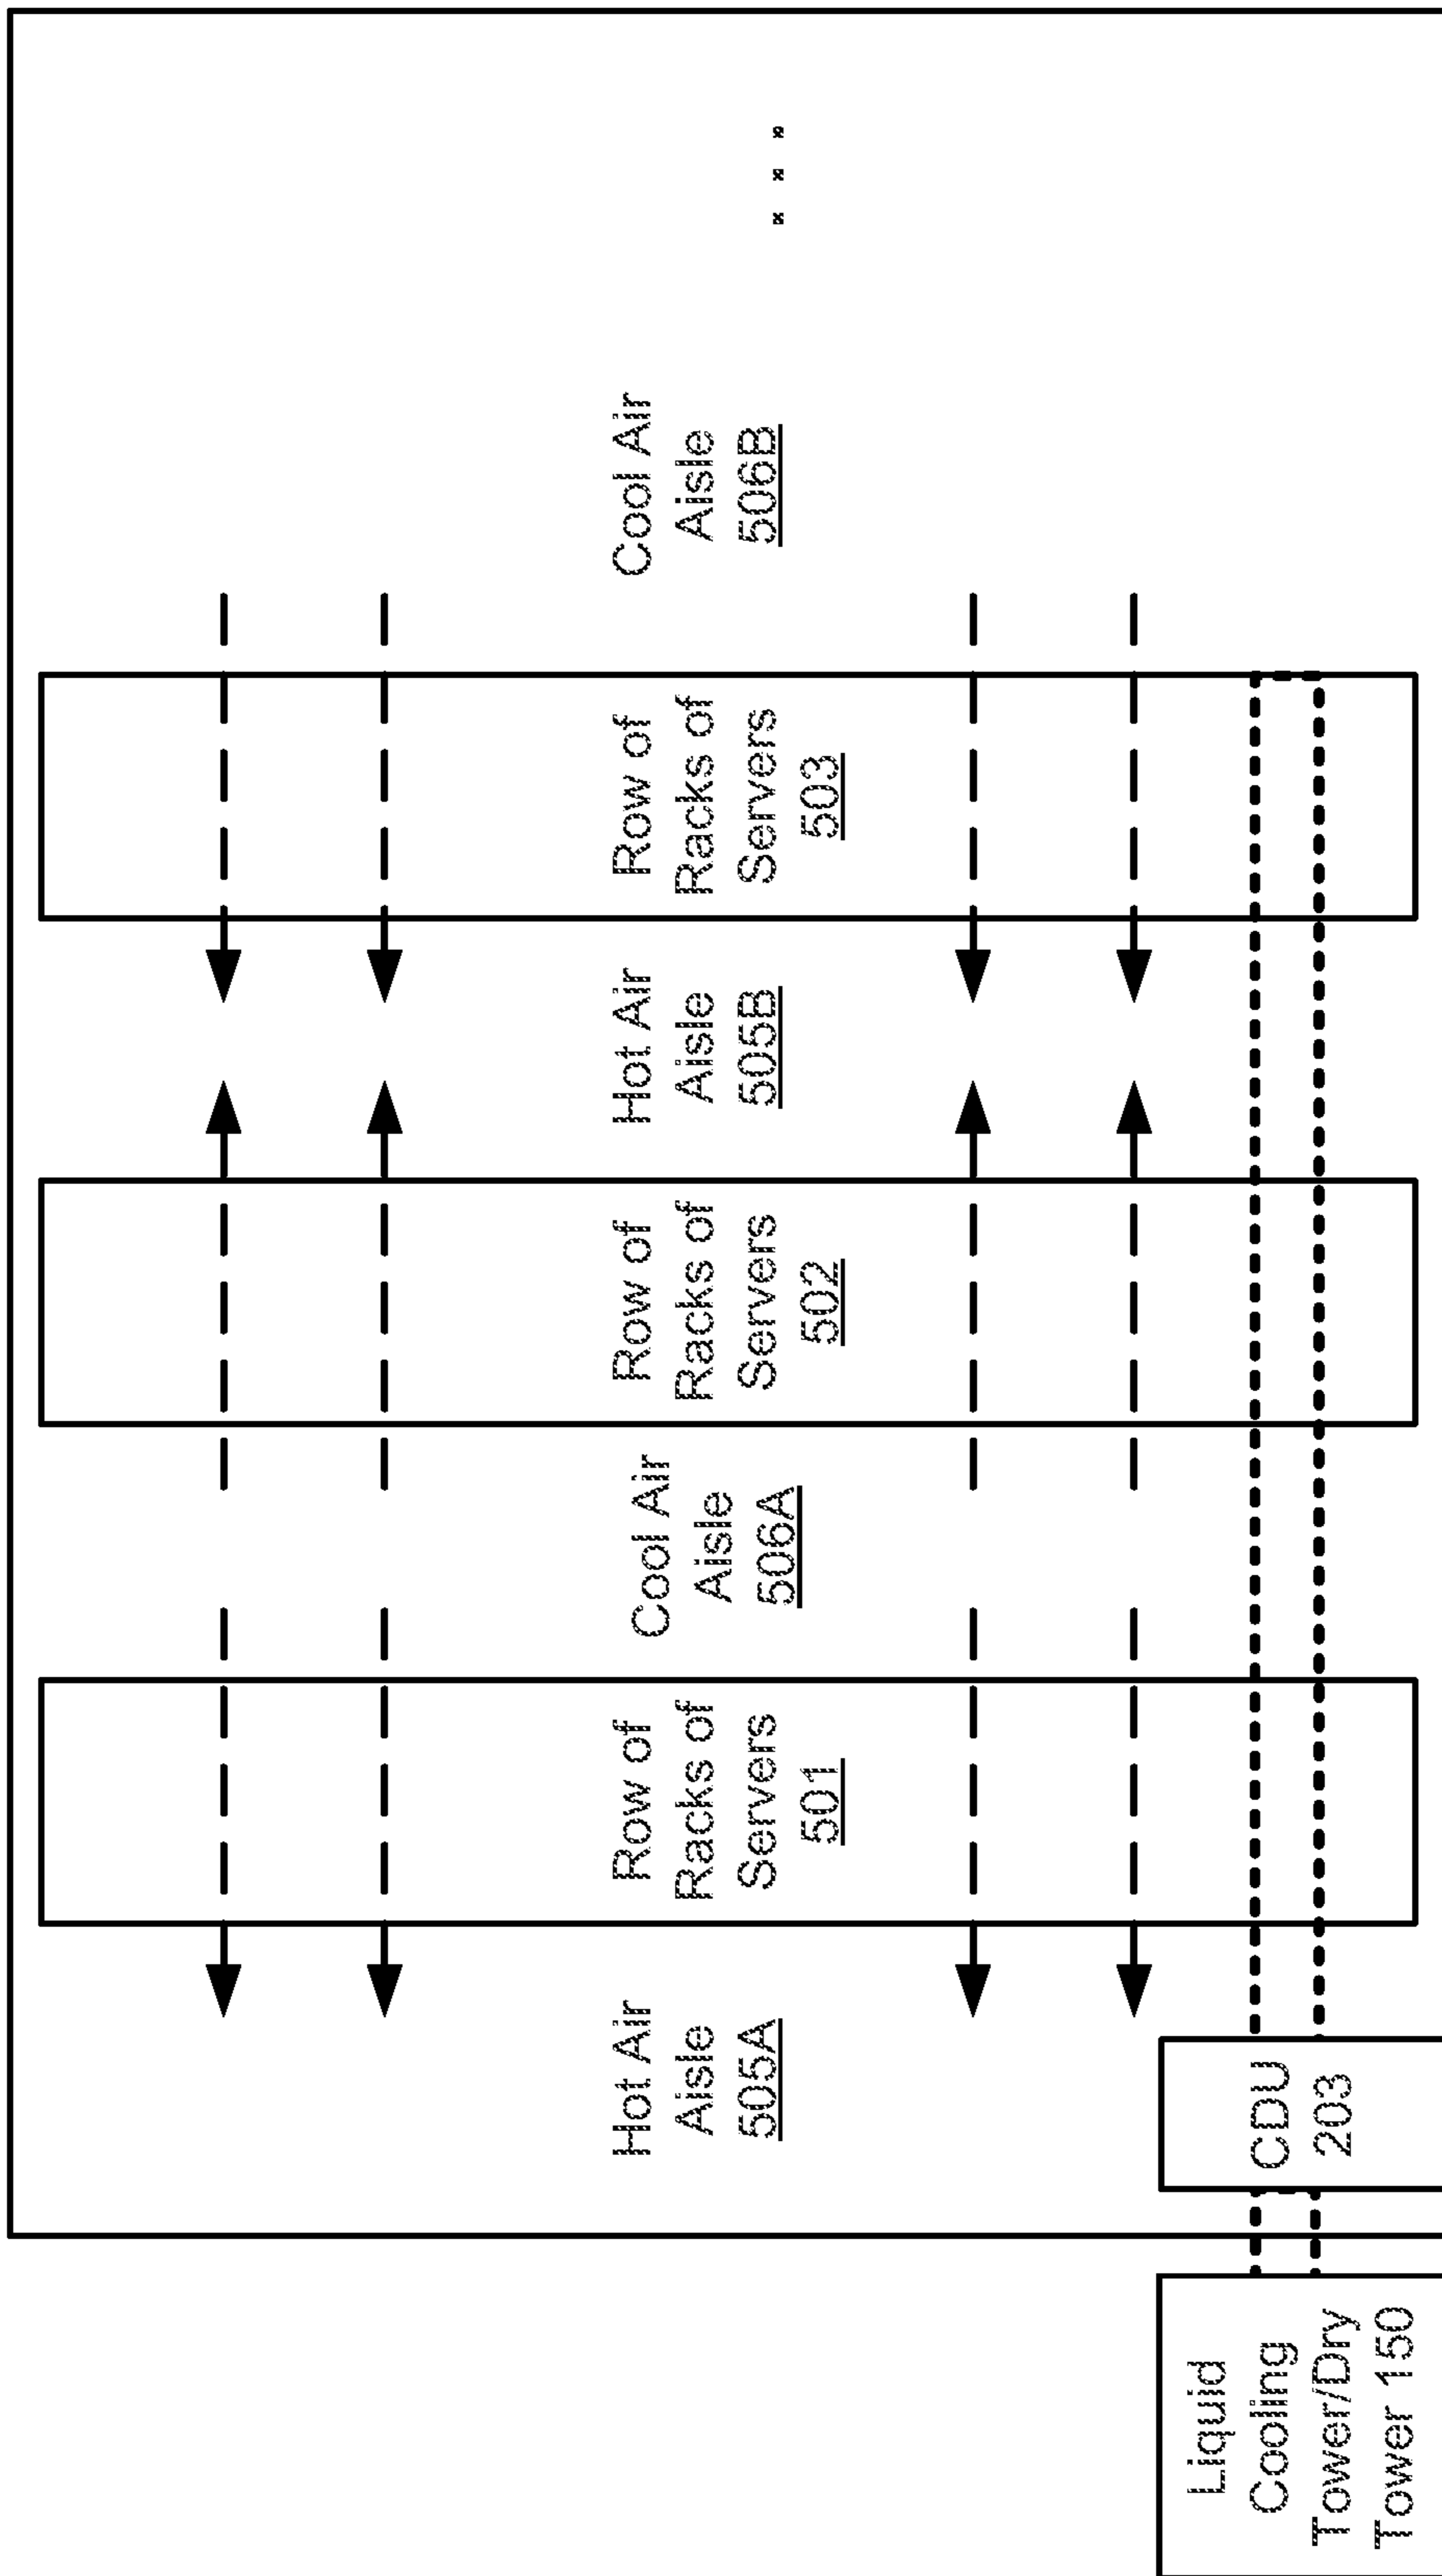 Hot Air
Aisle
505A
Row of
Racks of
Servers
501
Cool Air
Aisle
506A
Row of
Racks of
Servers
502
Hot Air
Aisle
505B
Row of
Racks of
Servers
503
Cool Air
Aisle
506B
Liquid
Cooling
Tower/Dry
Tower 150
CDU
203